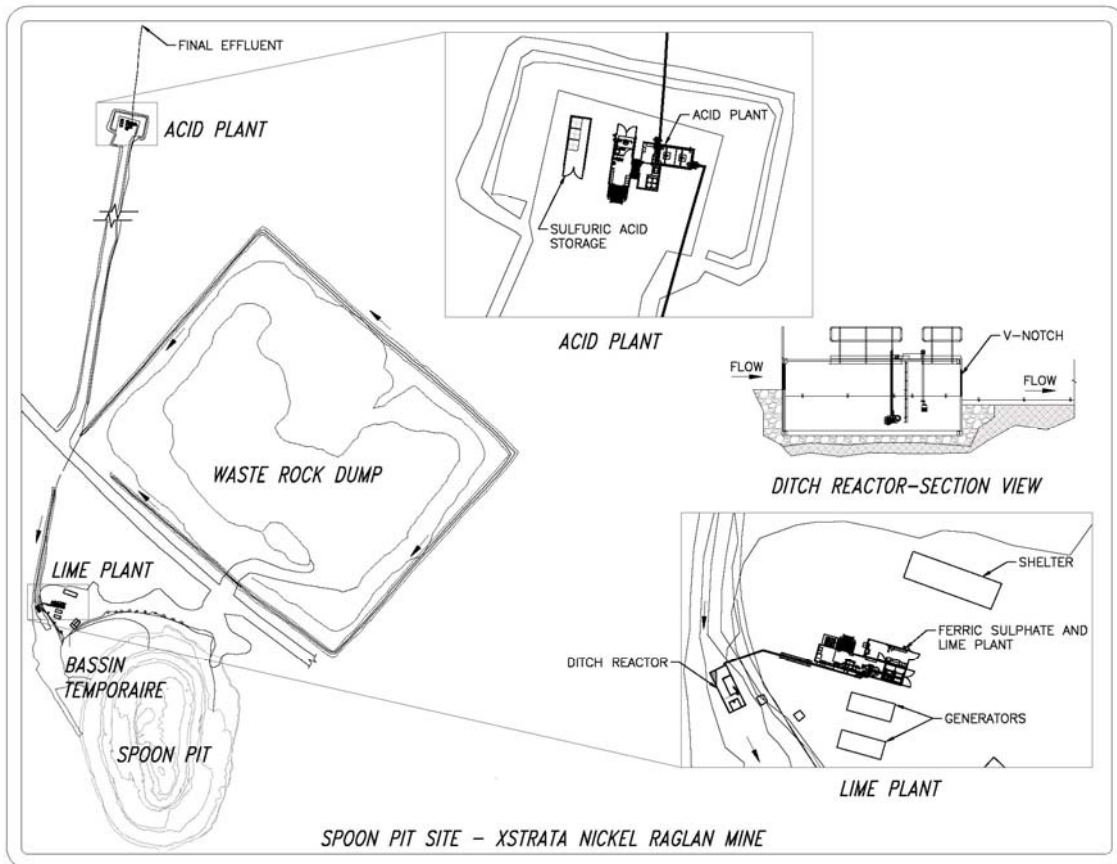 FINAL EFFLUENT
ACID PLANT
ACID PLANT
SULFURIC ACID
STORAGE
ACID PLANT
WASTE ROCK DUMP
V-NOTCH
FLOW
FLOW
DITCH REACTOR-SECTION VIEW
LIME PLANT
BASSIN
TEMPORAIRE
SPOON PIT
SHELTER
FERRIC SULPHATE AND
LIME PLANT
DITCH REACTOR
GENERATORS
LIME PLANT
SPOON PIT SITE - XSTRATA NICKEL RAGLAN MINE